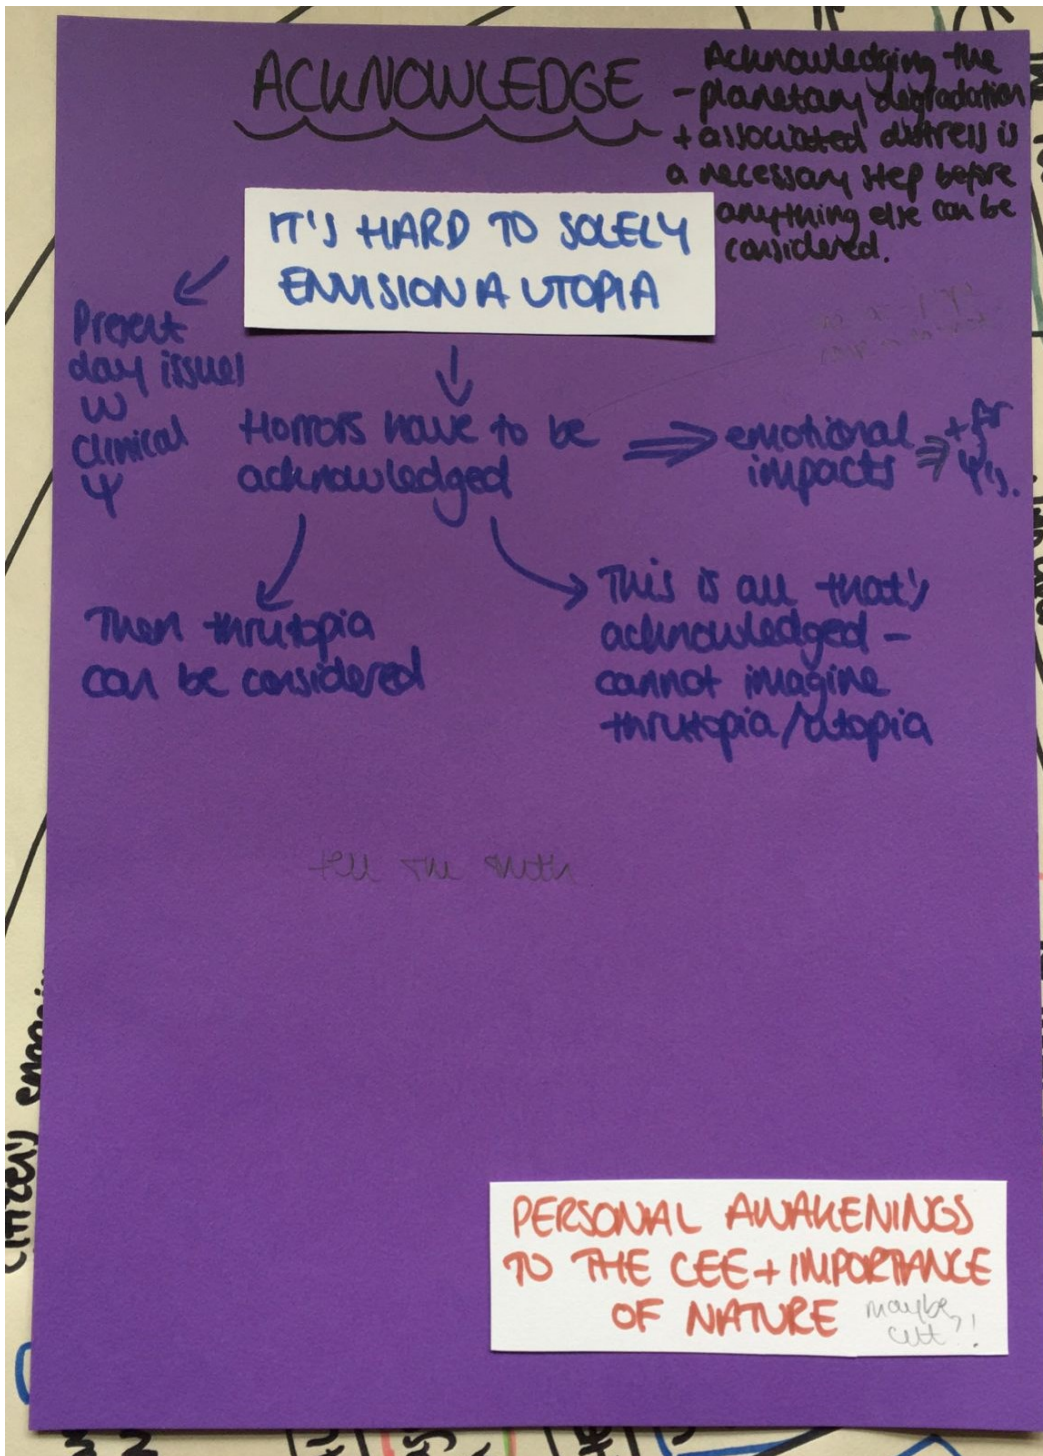 ACKNOWLEDGE
Acknowledging the
planetary degradation
+ associated distress is
a necessary step before
anything else can be
considered.
IT'S HARD TO SOLELY
ENVISION A UTOPIA
Present
day issues
w
clinical
Ψ
Horrors have to be
acknowledged
emotional
impacts
+ for
Ψ's.
Then thrutopia
can be considered
This is all that's
acknowledged –
cannot imagine
thrutopia/utopia
tell the truth
citizen's
PERSONAL AWAKENINGS
TO THE CEE + IMPORTANCE
OF NATURE
maybe
cut?!